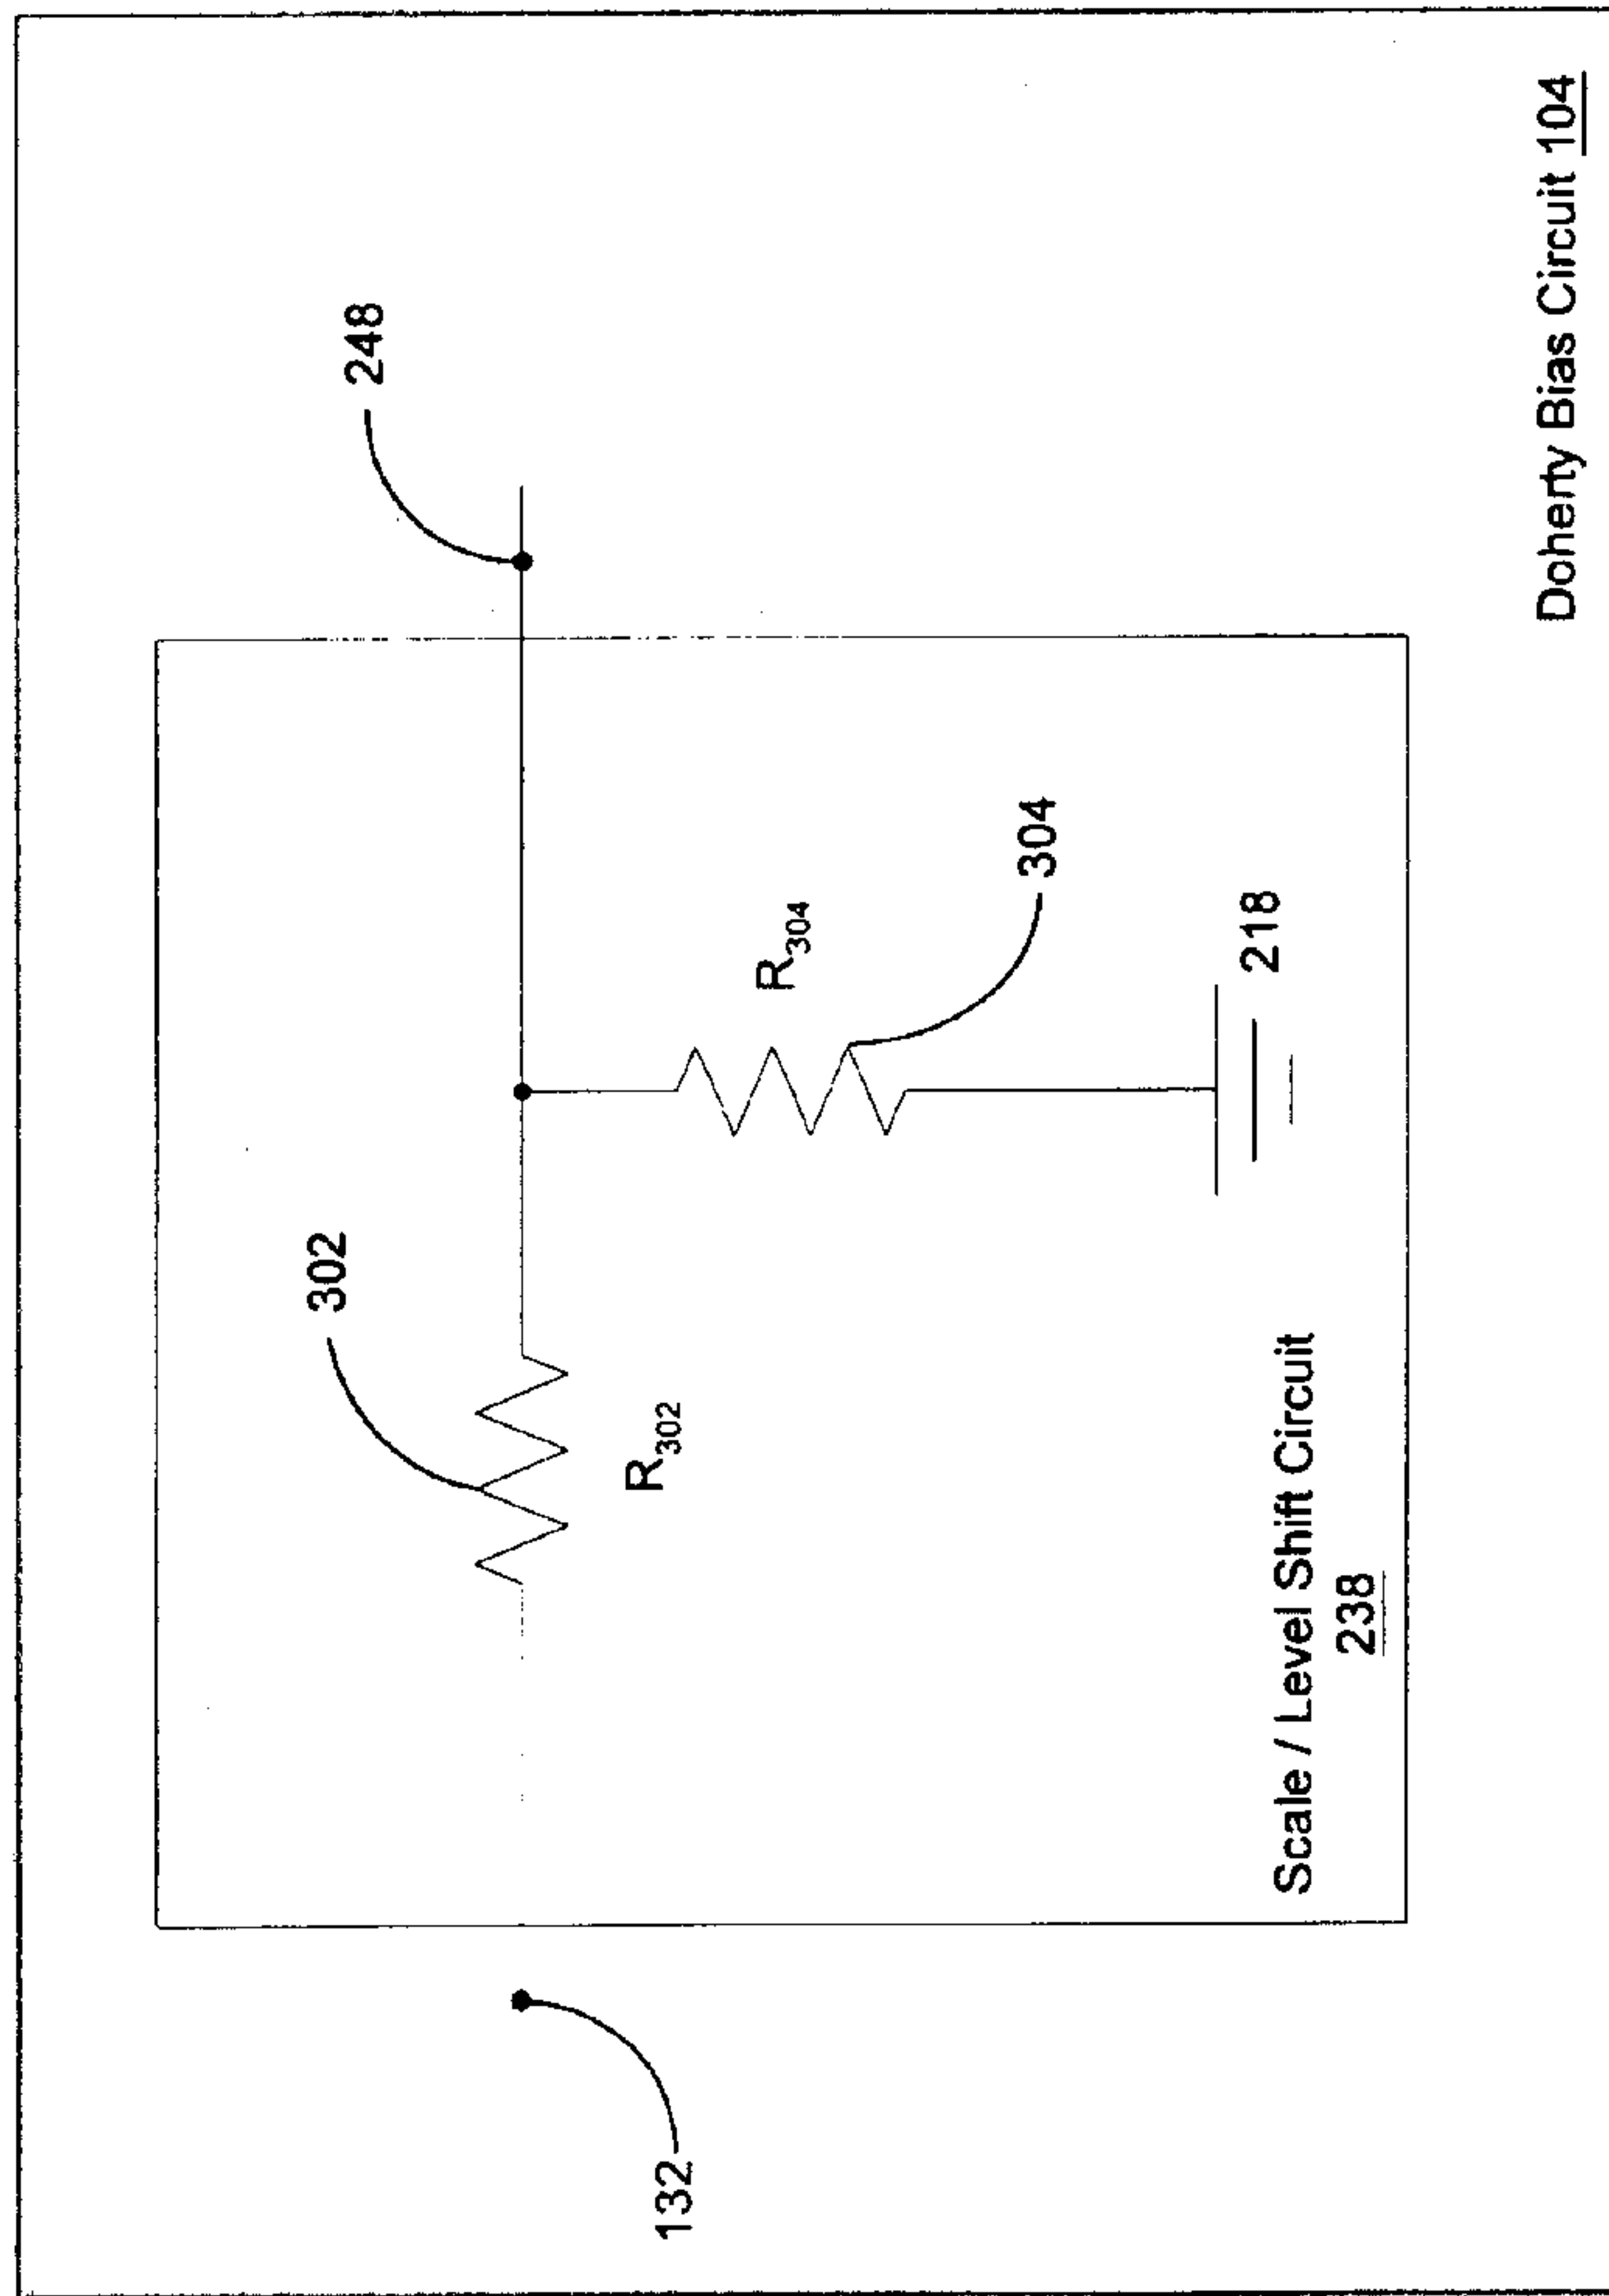 302
248
R302
R304
304
132
218
Scale / Level Shift Circuit
238
Doherty Bias Circuit 104